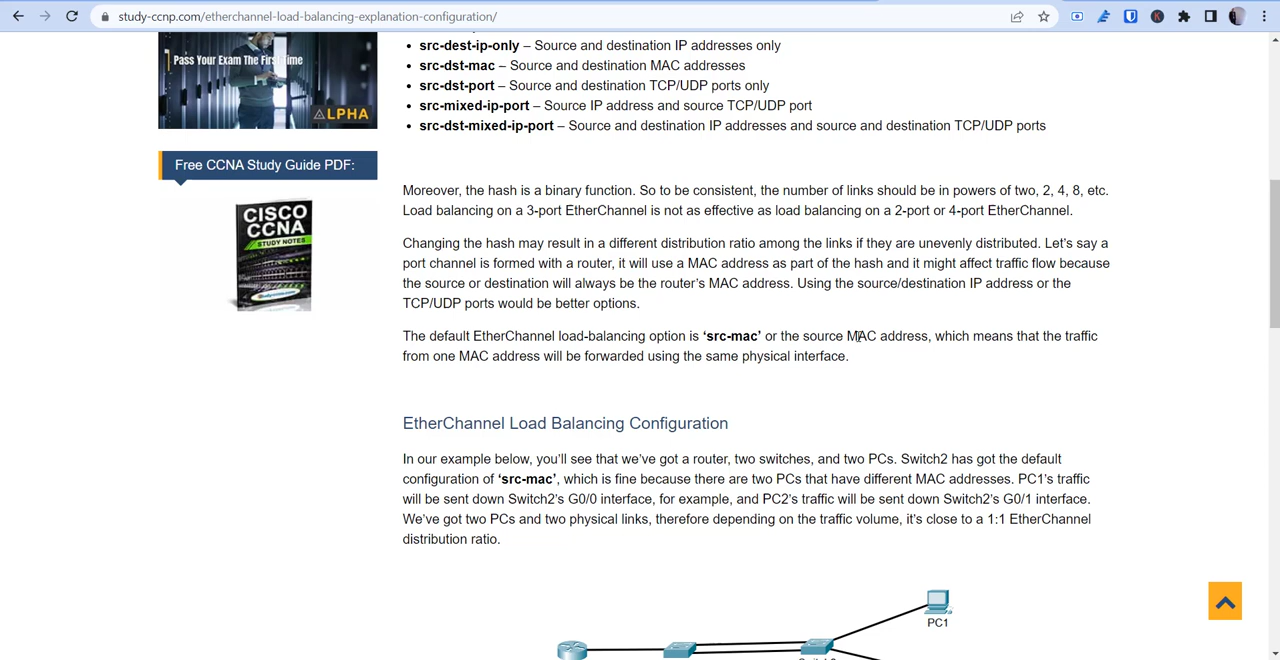 study-ccnp.com/etherchannel-load-balancing-explanation-configuration/
Pass Your Exam The First Time
ALPHA
Free CCNA Study Guide PDF:
CISCO
CCNA
STUDY NOTES
src-dest-ip-only – Source and destination IP addresses only
src-dst-mac – Source and destination MAC addresses
src-dst-port – Source and destination TCP/UDP ports only
src-mixed-ip-port – Source IP address and source TCP/UDP port
src-dst-mixed-ip-port – Source and destination IP addresses and source and destination TCP/UDP ports
Moreover, the hash is a binary function. So to be consistent, the number of links should be in powers of two, 2, 4, 8, etc.
Load balancing on a 3-port EtherChannel is not as effective as load balancing on a 2-port or 4-port EtherChannel.
Changing the hash may result in a different distribution ratio among the links if they are unevenly distributed. Let’s say a
port channel is formed with a router, it will use a MAC address as part of the hash and it might affect traffic flow because
the source or destination will always be the router’s MAC address. Using the source/destination IP address or the
TCP/UDP ports would be better options.
The default EtherChannel load-balancing option is ‘src-mac’ or the source MAC address, which means that the traffic
from one MAC address will be forwarded using the same physical interface.
EtherChannel Load Balancing Configuration
In our example below, you’ll see that we’ve got a router, two switches, and two PCs. Switch2 has got the default
configuration of ‘src-mac’, which is fine because there are two PCs that have different MAC addresses. PC1’s traffic
will be sent down Switch2’s G0/0 interface, for example, and PC2’s traffic will be sent down Switch2’s G0/1 interface.
We’ve got two PCs and two physical links, therefore depending on the traffic volume, it’s close to a 1:1 EtherChannel
distribution ratio.
PC1